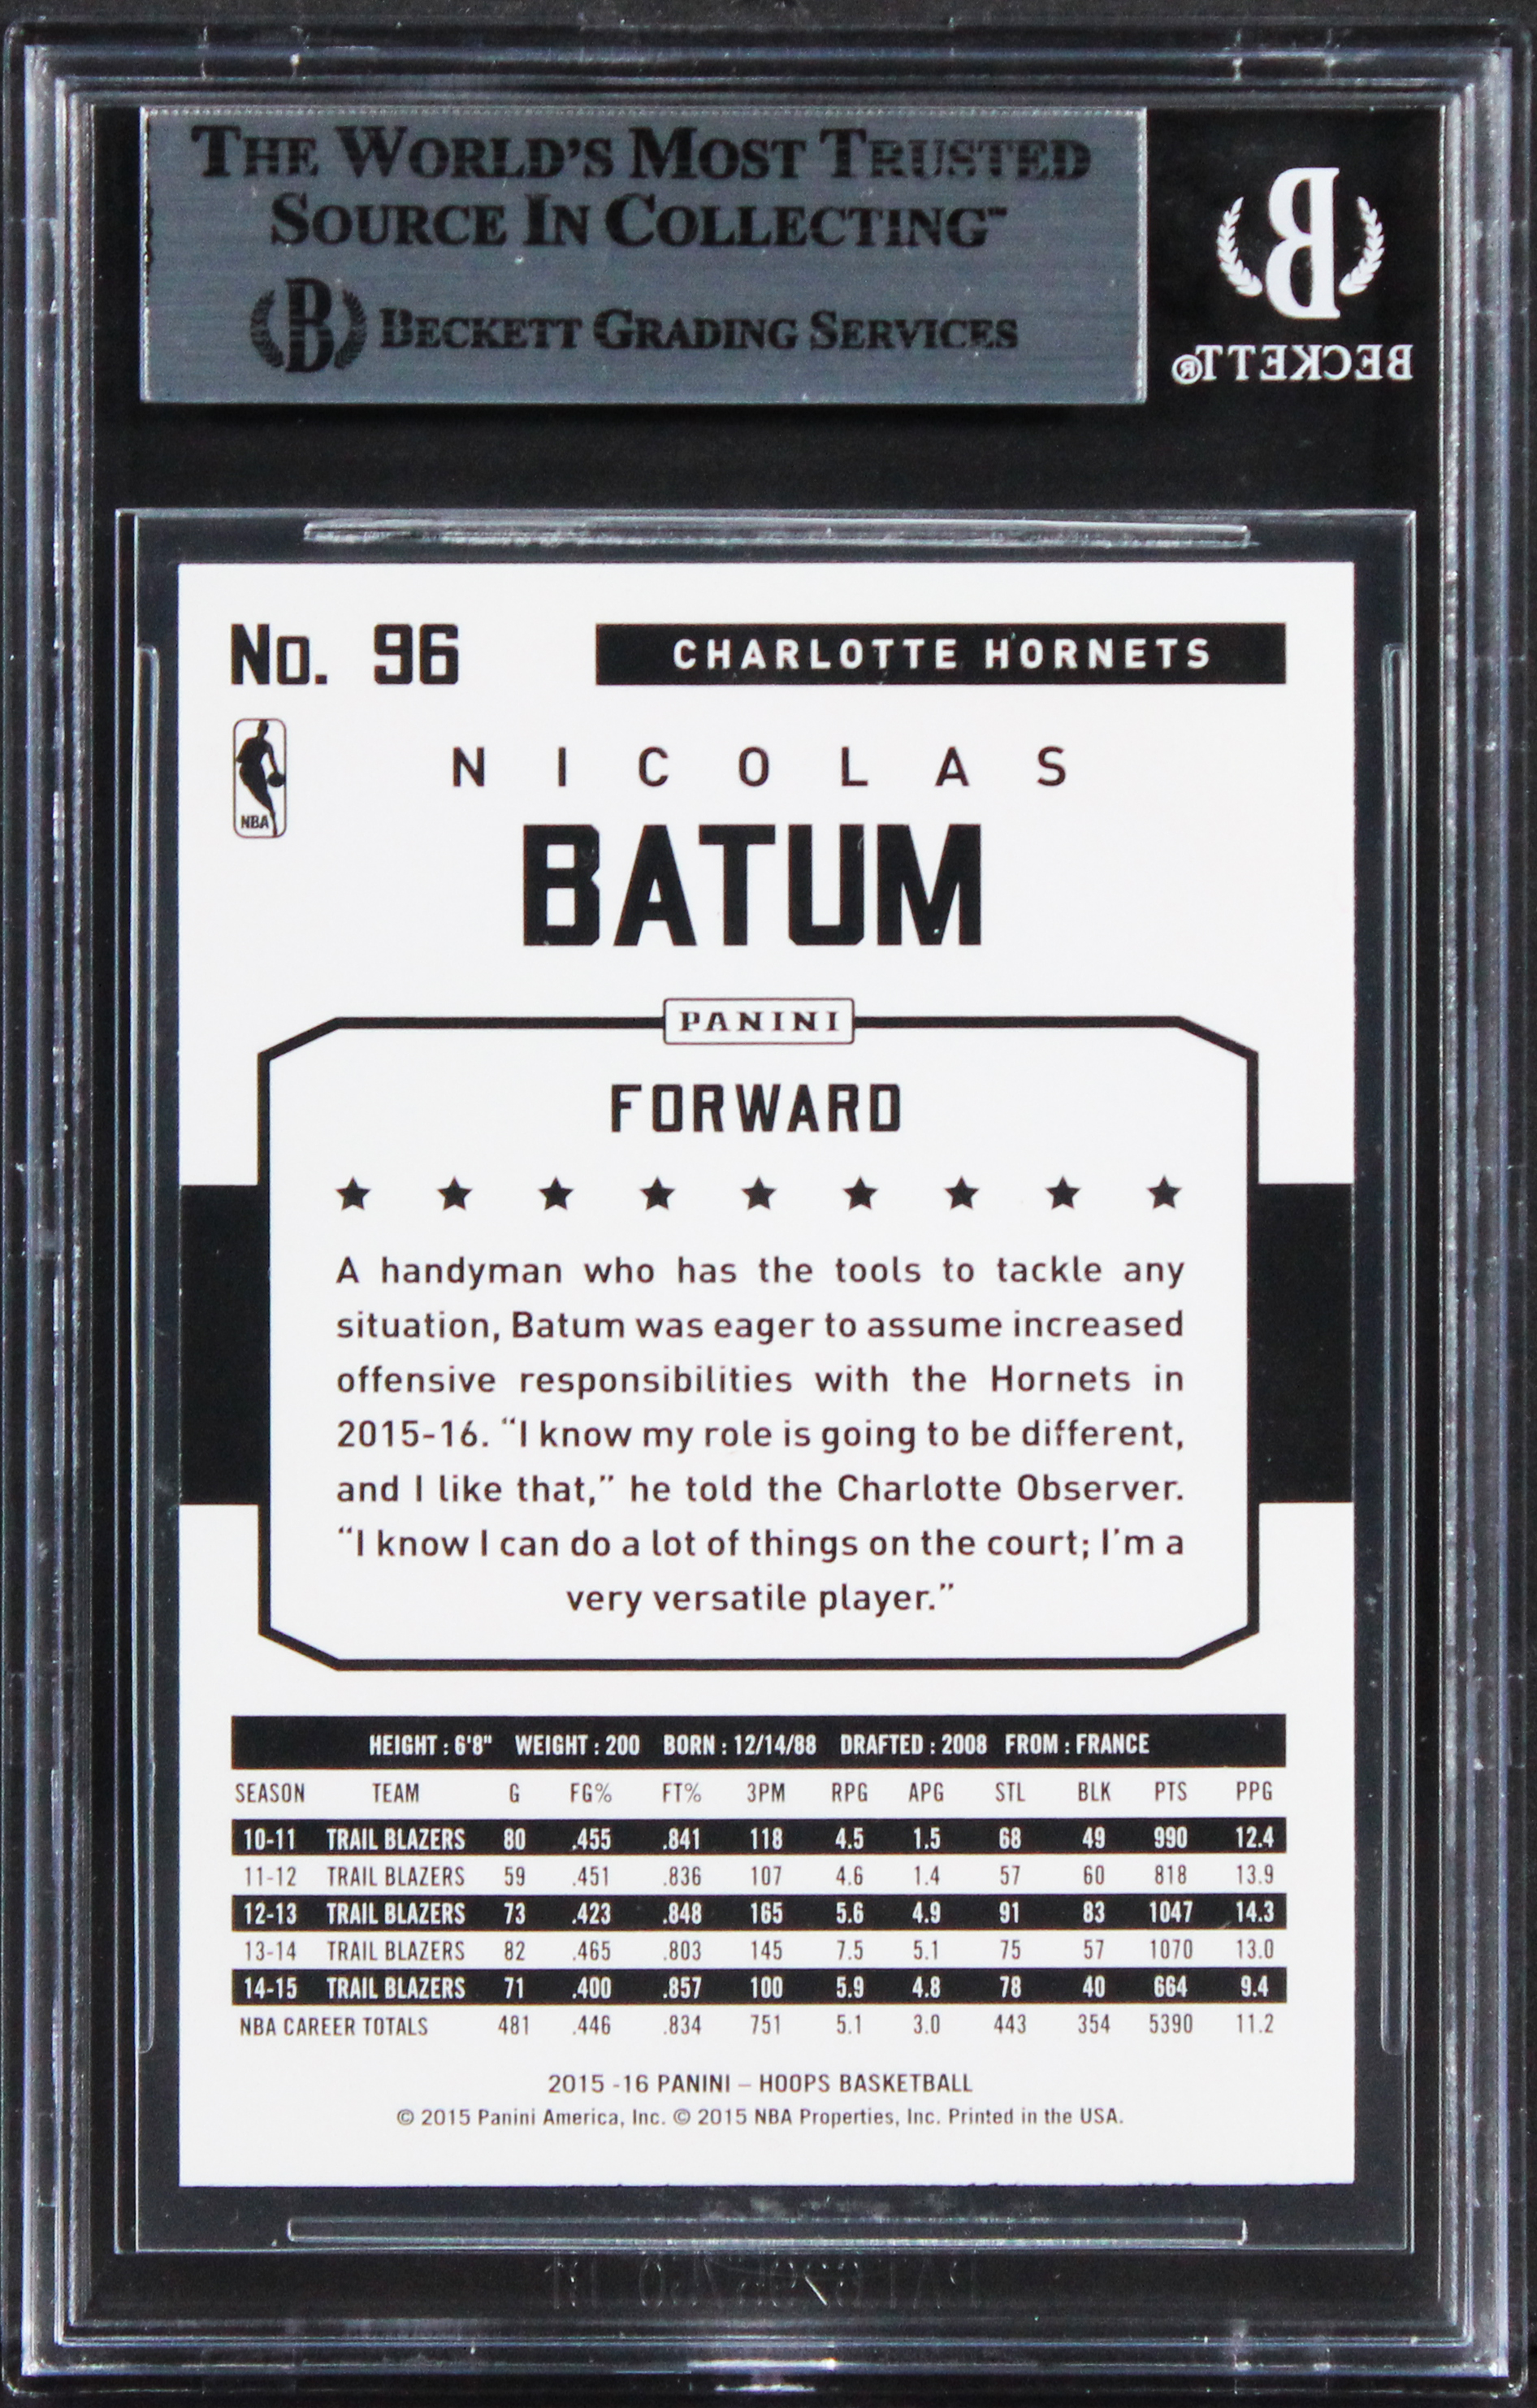 THE WORLD'S MOST TRUSTED
SOURCE IN COLLECTING™
B BECKETT GRADING SERVICES
B
BECKETT®
No. 96
CHARLOTTE HORNETS
NBA
NICOLAS
BATUM
PANINI
FORWARD
A handyman who has the tools to tackle any
situation, Batum was eager to assume increased
offensive responsibilities with the Hornets in
2015-16. “I know my role is going to be different,
and I like that,” he told the Charlotte Observer.
“I know I can do a lot of things on the court; I'm a
very versatile player.”
HEIGHT : 6'8" WEIGHT : 200 BORN : 12/14/88 DRAFTED : 2008 FROM : FRANCE
SEASON TEAM G FG% FT% 3PM RPG APG STL BLK PTS PPG
10-11 TRAIL BLAZERS 80 .455 .841 118 4.5 1.5 68 49 990 12.4
11-12 TRAIL BLAZERS 59 .451 .836 107 4.6 1.4 57 60 818 13.9
12-13 TRAIL BLAZERS 73 .423 .848 165 5.6 4.9 91 83 1047 14.3
13-14 TRAIL BLAZERS 82 .465 .803 145 7.5 5.1 75 57 1070 13.0
14-15 TRAIL BLAZERS 71 .400 .857 100 5.9 4.8 78 40 664 9.4
NBA CAREER TOTALS 481 .446 .834 751 5.1 3.0 443 354 5390 11.2
2015 -16 PANINI – HOOPS BASKETBALL
© 2015 Panini America, Inc. © 2015 NBA Properties, Inc. Printed in the USA.